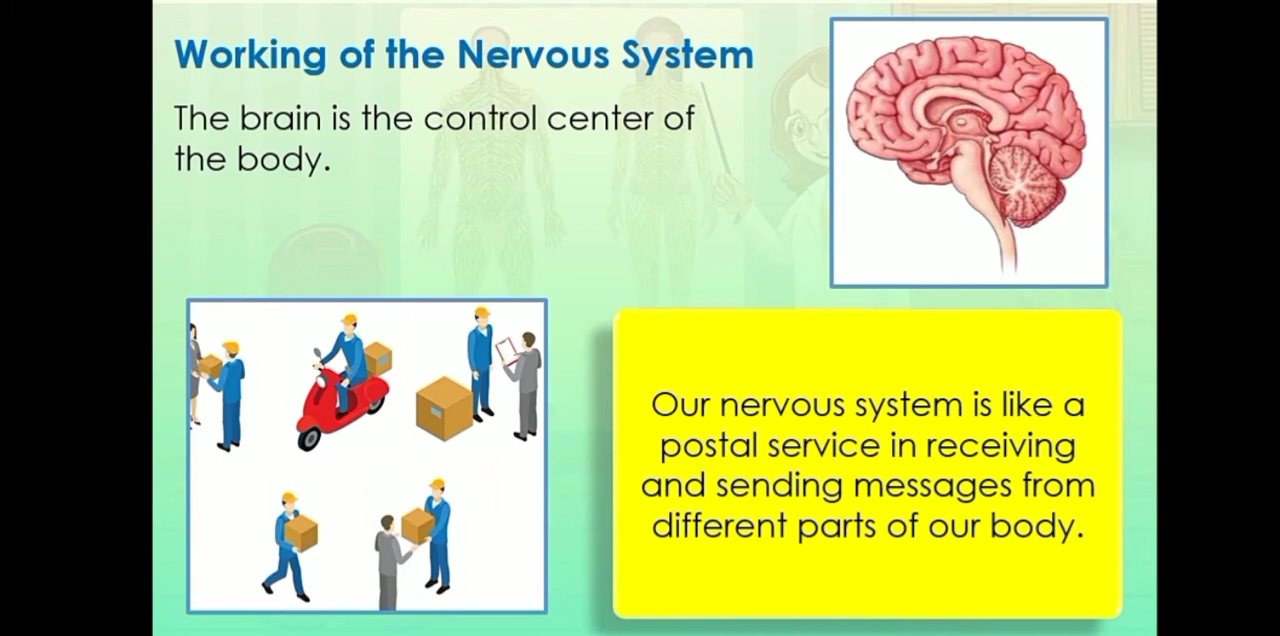 Working of the Nervous System
The brain is the control center of
the body.
Our nervous system is like a
postal service in receiving
and sending messages from
different parts of our body.